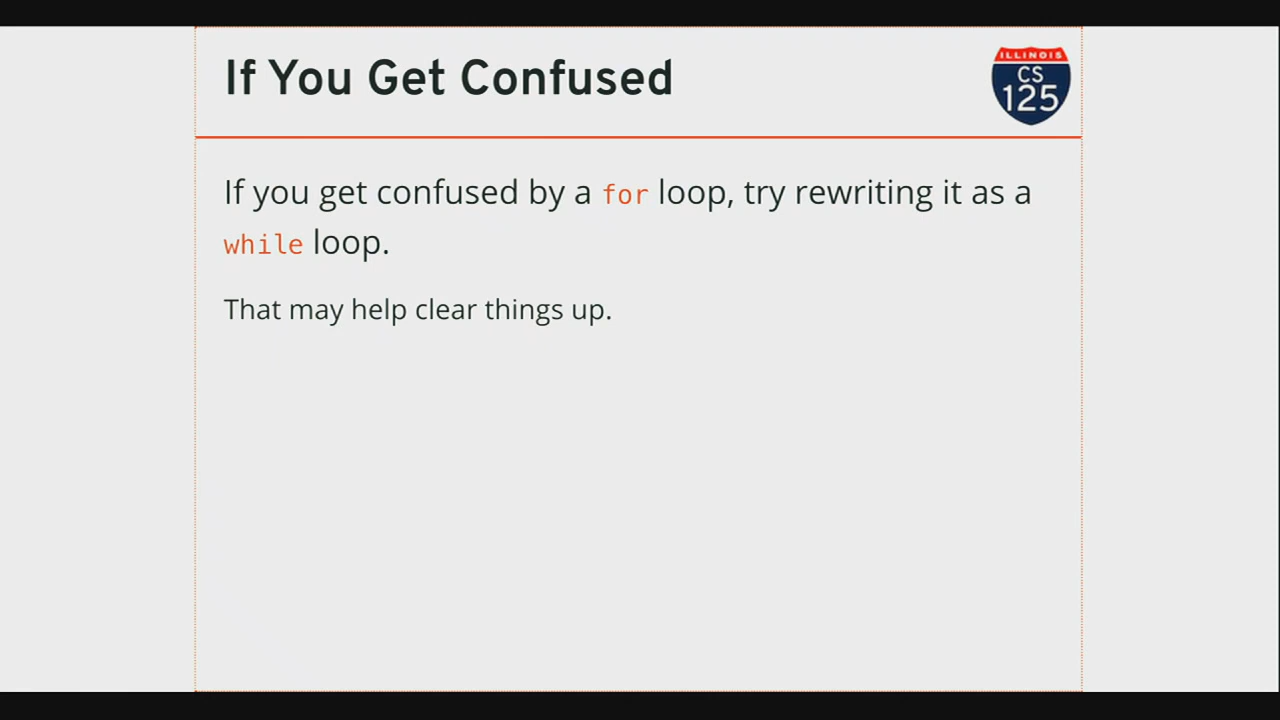 If You Get Confused
ILLINOIS
CS
125
If you get confused by a for loop, try rewriting it as a
while loop.
That may help clear things up.